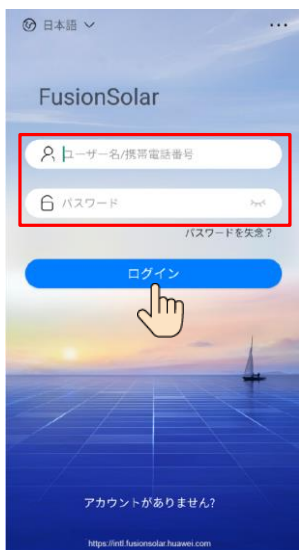 日本語
FusionSolar
ユーザー名/携帯電話番号
パスワード
パスワードを失念？
ログイン
アカウントがありません?
https://intl.fusionsolar.huawei.com